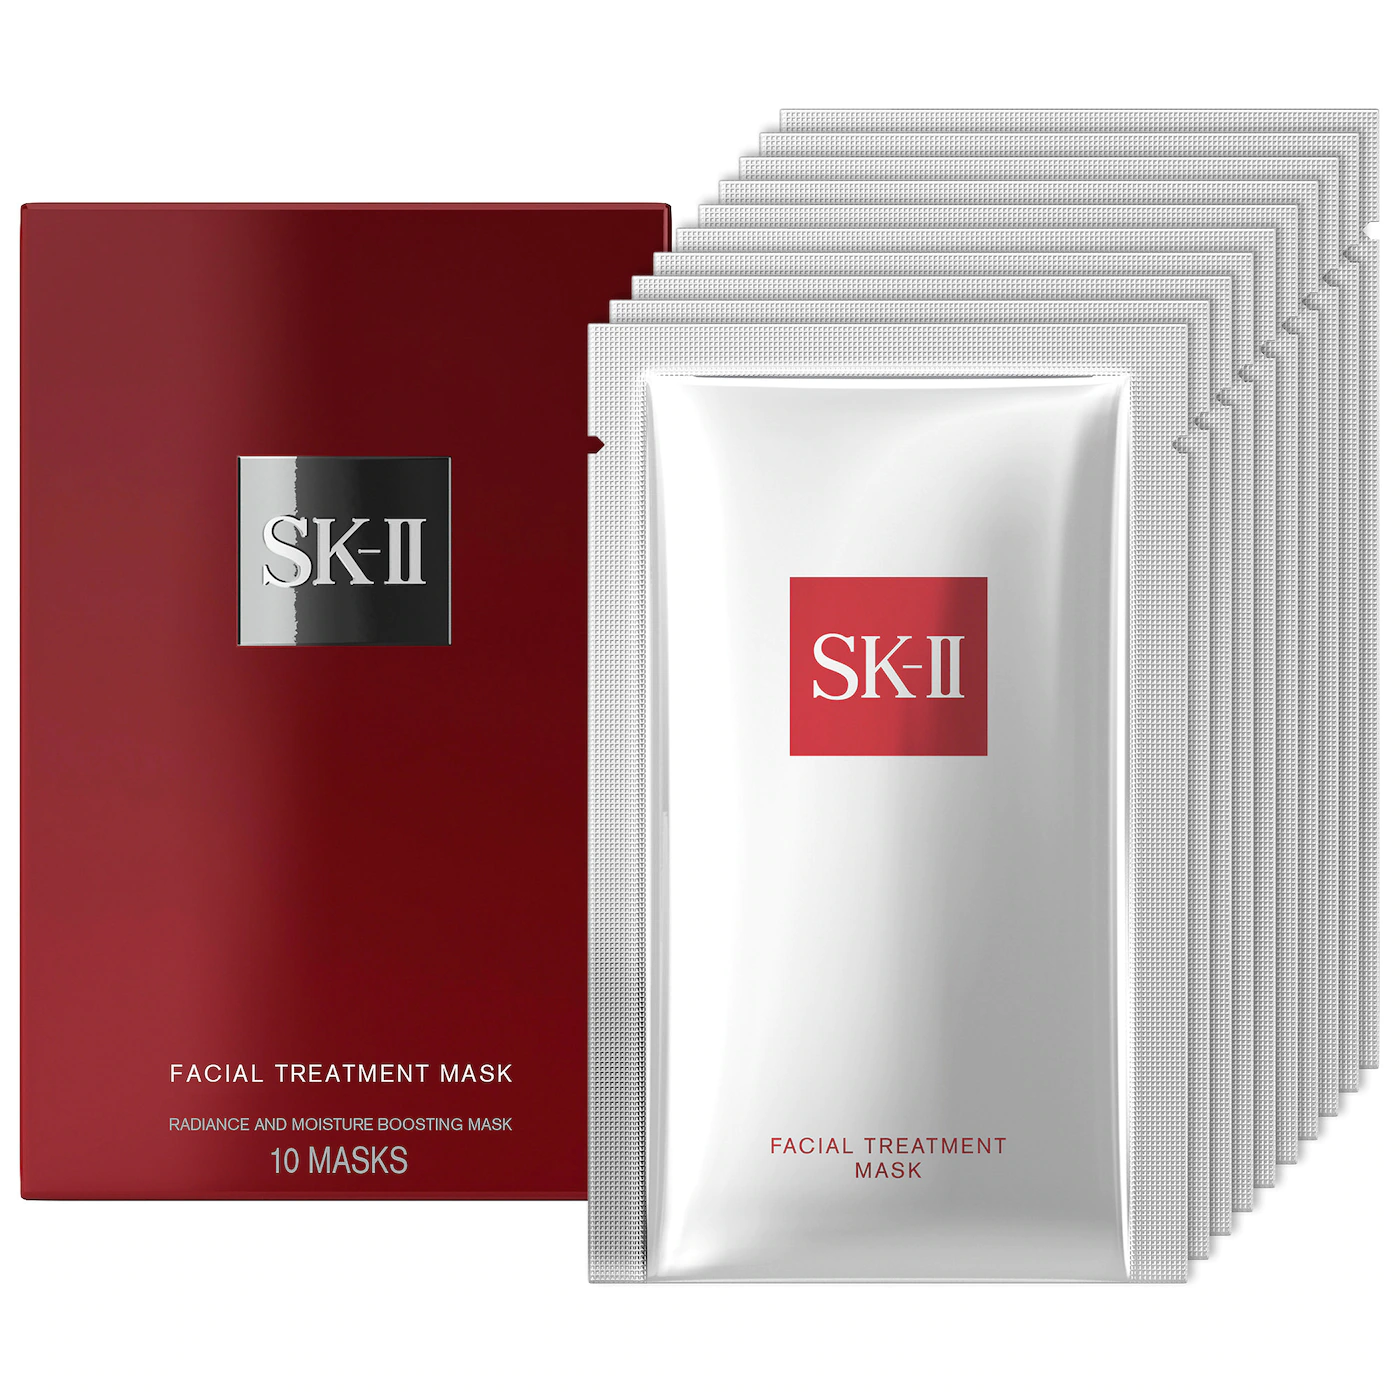 SK-II
FACIAL TREATMENT MASK
RADIANCE AND MOISTURE BOOSTING MASK
10 MASKS
SK-II
FACIAL TREATMENT
MASK